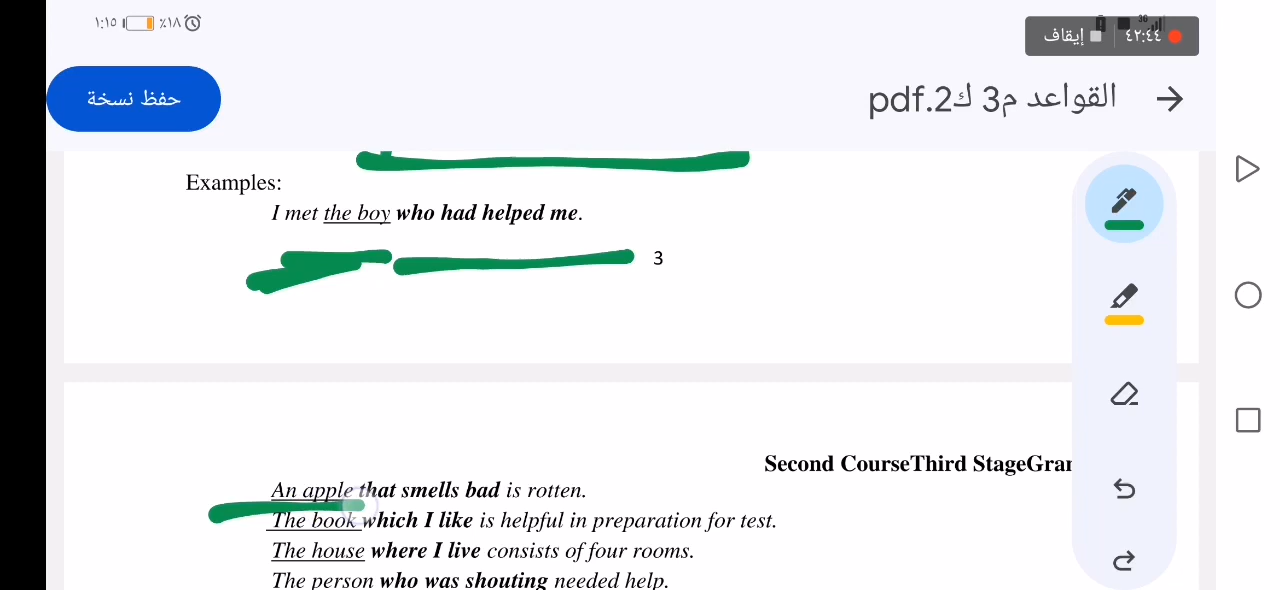 ١:١٥ ٪١٨ 3G
٤٢:٤٤ إيقاف
القواعد م3 ك2.pdf
حفظ نسخة
Examples:
I met the boy who had helped me.
3
Second CourseThird StageGrar
An apple that smells bad is rotten.
The book which I like is helpful in preparation for test.
The house where I live consists of four rooms.
The person who was shouting needed help.